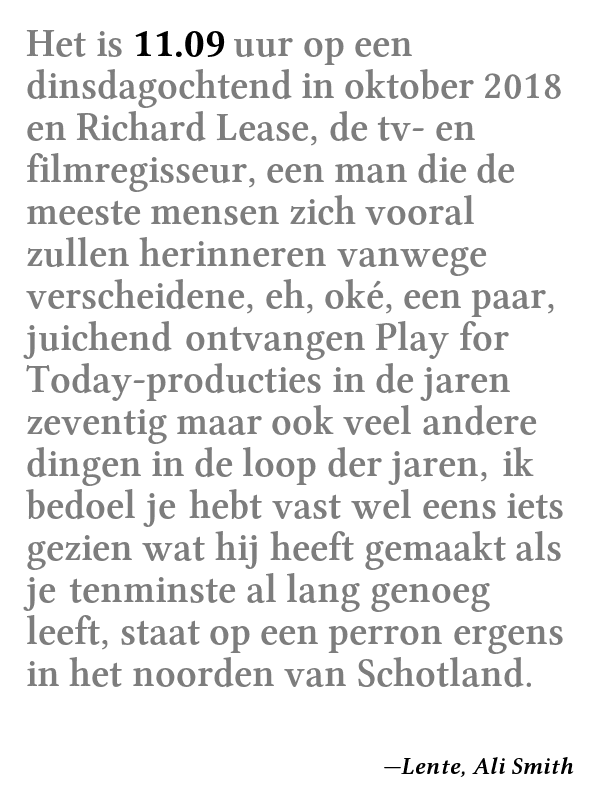 Het is 11.09 uur op een
dinsdagochtend in oktober 2018
en Richard Lease, de tv- en
filmregisseur, een man die de
meeste mensen zich vooral
zullen herinneren vanwege
verscheidene, eh, oké, een paar,
juichend ontvangen Play for
Today-producties in de jaren
zeventig maar ook veel andere
dingen in de loop der jaren, ik
bedoel je hebt vast wel eens iets
gezien wat hij heeft gemaakt als
je tenminste al lang genoeg
leeft, staat op een perron ergens
in het noorden van Schotland.
—Lente, Ali Smith